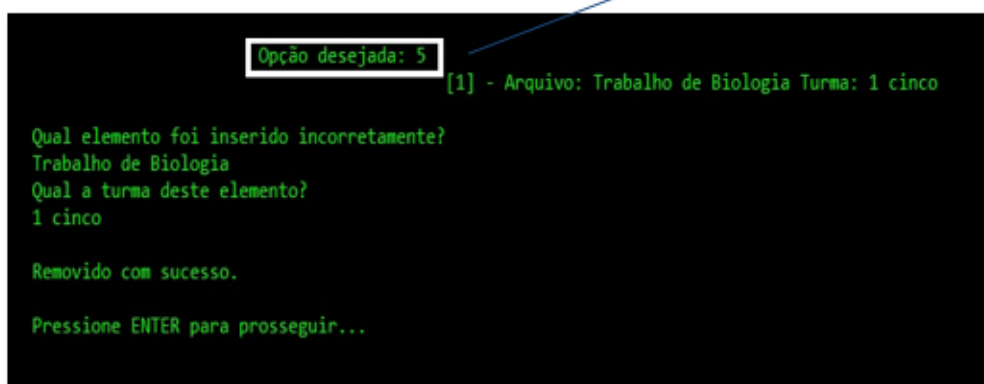 Opção desejada: 5
[1] - Arquivo: Trabalho de Biologia Turma: 1 cinco
Qual elemento foi inserido incorretamente?
Trabalho de Biologia
Qual a turma deste elemento?
1 cinco
Removido com sucesso.
Pressione ENTER para prosseguir...